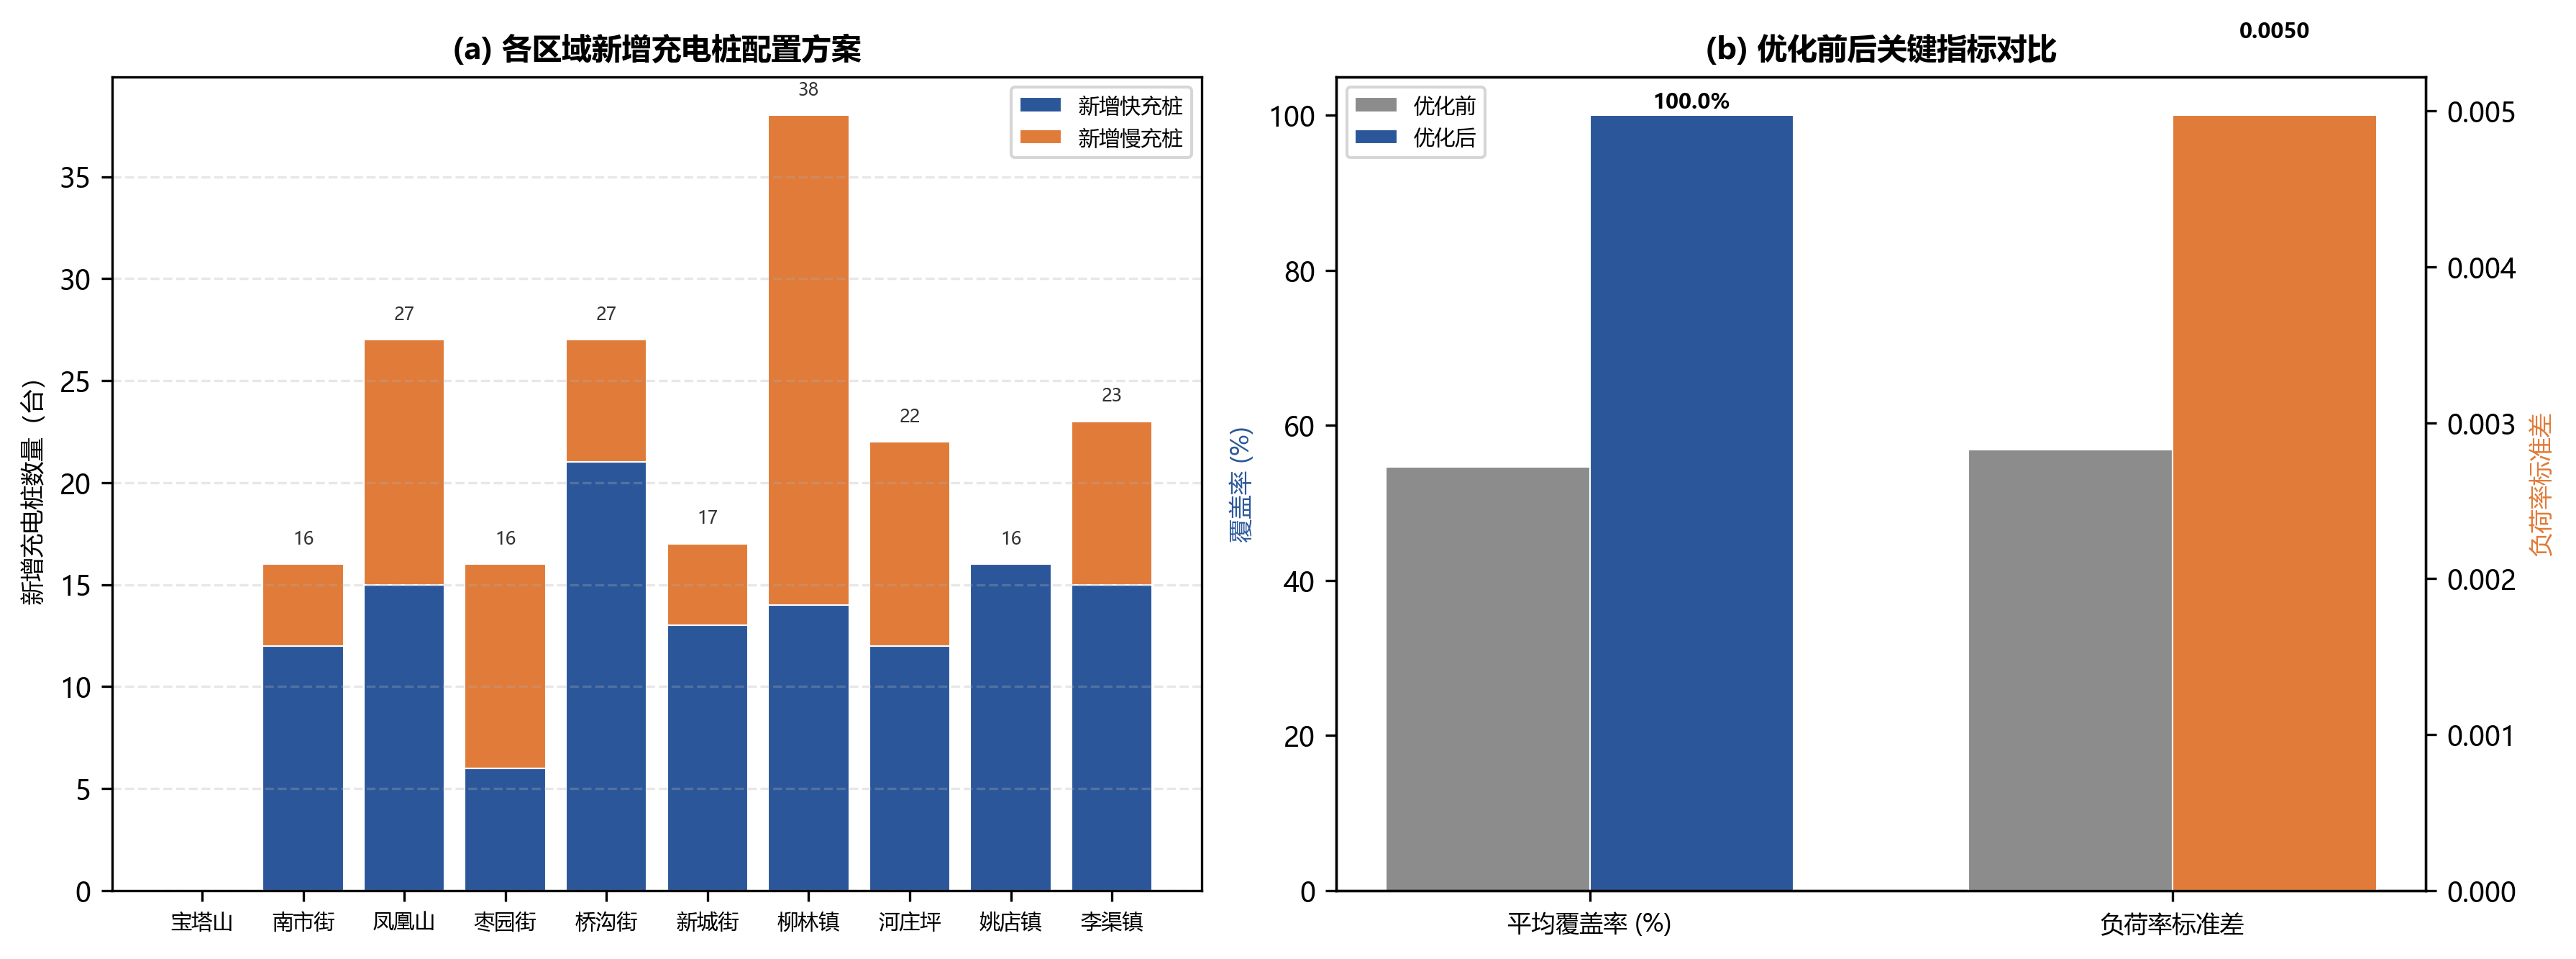 (a) 各区域新增充电桩配置方案
新增充电桩数量（台）
35
30
25
20
15
10
5
0
16
27
16
27
17
38
22
16
23
新增快充桩
新增慢充桩
宝塔山
南市街
凤凰山
枣园街
桥沟街
新城街
柳林镇
河庄坪
姚店镇
李渠镇
(b) 优化前后关键指标对比
覆盖率 (%)
100
80
60
40
20
0
优化前
优化后
100.0%
0.0050
平均覆盖率 (%)
负荷率标准差
0.005
0.004
0.003
0.002
0.001
0.000
负荷率标准差